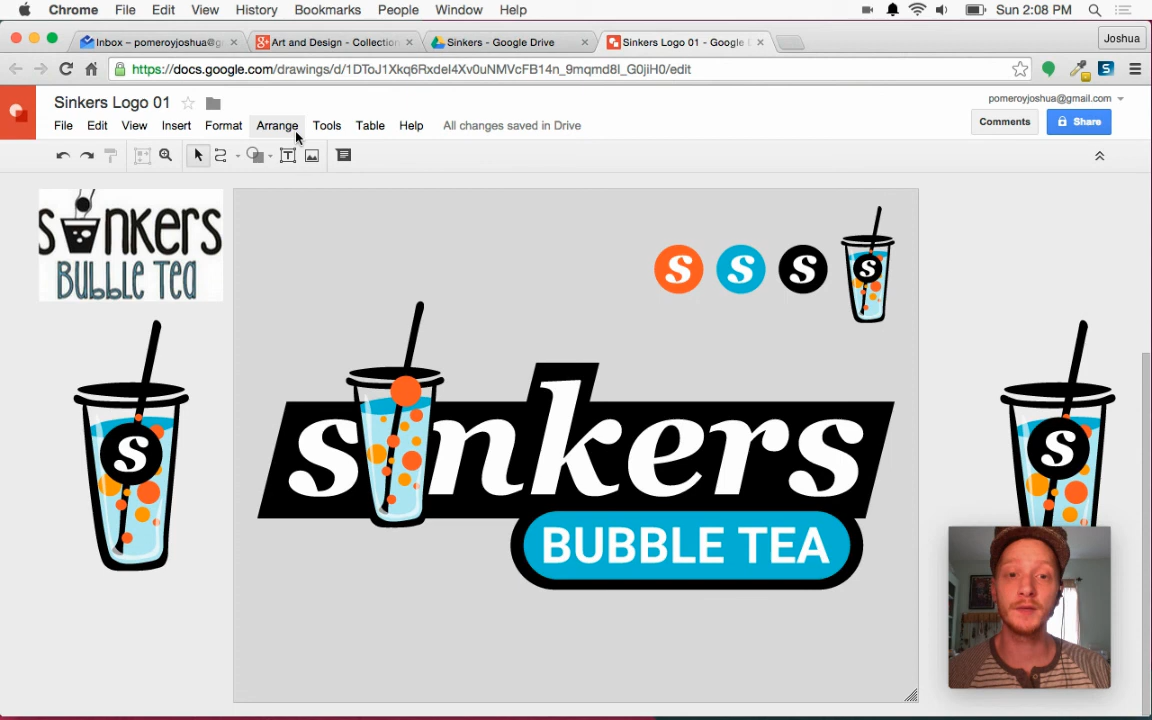 Chrome File Edit View History Bookmarks People Window Help Sun 2:08 PM
Inbox – pomeroyjoshua@g Art and Design - Collection Sinkers - Google Drive Sinkers Logo 01 - Google Joshua
https://docs.google.com/drawings/d/1DToJ1Xkq6RxdeI4Xv0uNMVcFB14n_9mqmd8l_G0jiH0/edit
Sinkers Logo 01 pomeroyjoshua@gmail.com
File Edit View Insert Format Arrange Tools Table Help All changes saved in Drive Comments Share
T
sinkers
BUBBLE TEA
S S S S
sinkers
BUBBLE TEA
S
S